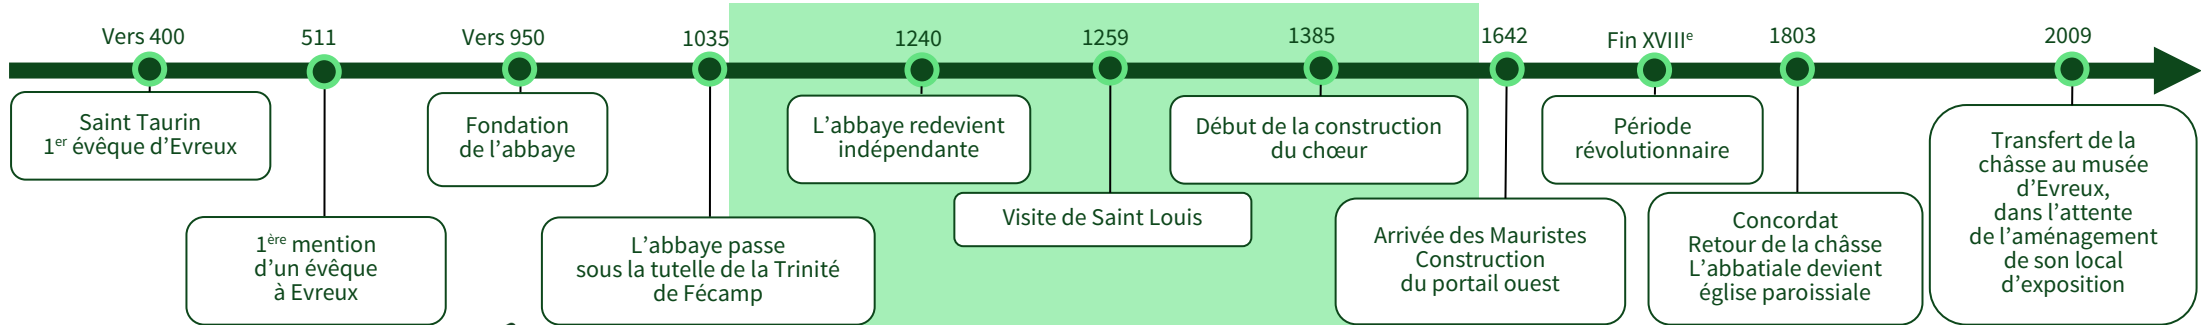 Vers 400
Saint Taurin
1er évêque d’Evreux
511
1ère mention
d’un évêque
à Evreux
Vers 950
Fondation
de l’abbaye
1035
L’abbaye passe
sous la tutelle de la Trinité
de Fécamp
1240
L’abbaye redevient
indépendante
1259
Visite de Saint Louis
1385
Début de la construction
du chœur
1642
Arrivée des Mauristes
Construction
du portail ouest
Fin XVIIIe
Période
révolutionnaire
1803
Concordat
Retour de la châsse
L’abbatiale devient
église paroissiale
2009
Transfert de la
châsse au musée
d’Evreux,
dans l’attente
de l’aménagement
de son local
d’exposition